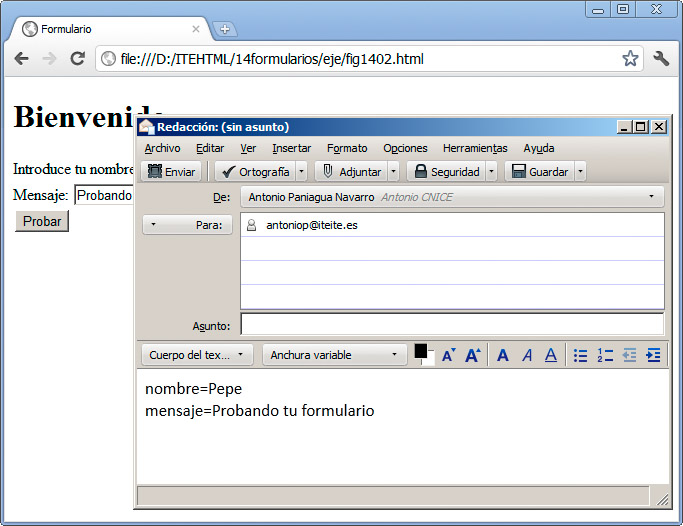 Formulario
file:///D:/ITEHTML/14formularios/eje/fig1402.html
Bienvenido
Introduce tu nombre
Mensaje: Probando
Probar
Redacción: (sin asunto)
Archivo Editar Ver Insertar Formato Opciones Herramientas Ayuda
Enviar Ortografía Adjuntar Seguridad Guardar
De: Antonio Paniagua Navarro Antonio CNICE
Para: antoniop@iteite.es
Asunto:
Cuerpo del tex... Anchura variable
nombre=Pepe
mensaje=Probando tu formulario